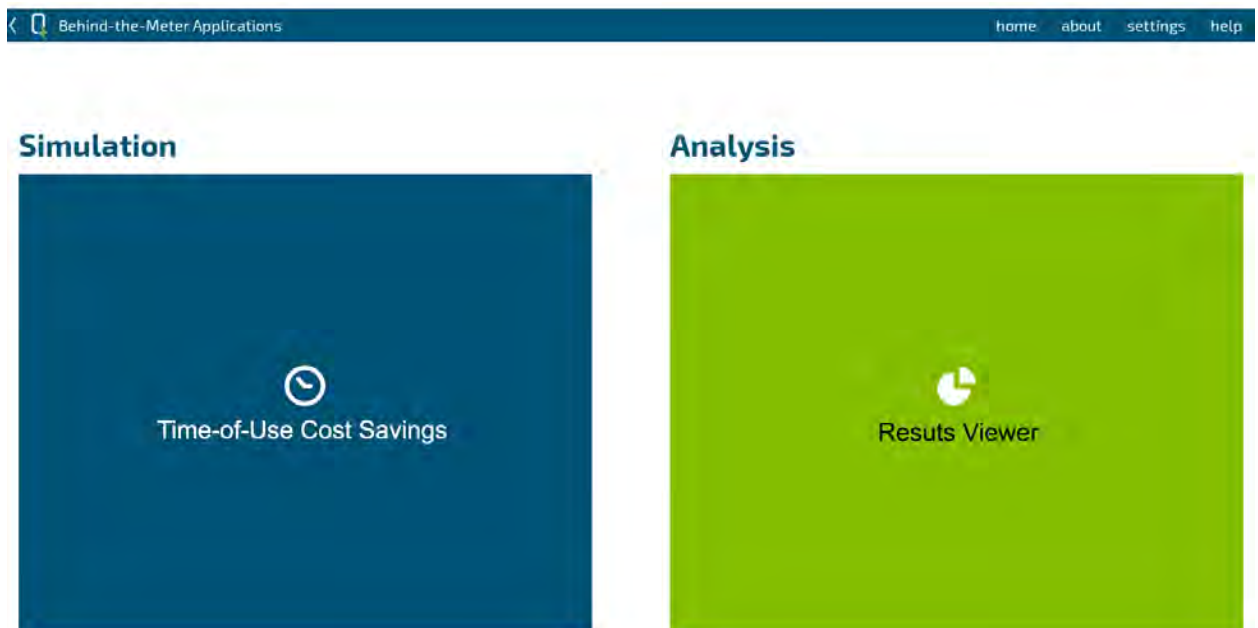 Behind-the-Meter Applications
home about settings help
Simulation
Analysis
Time-of-Use Cost Savings
Resuts Viewer